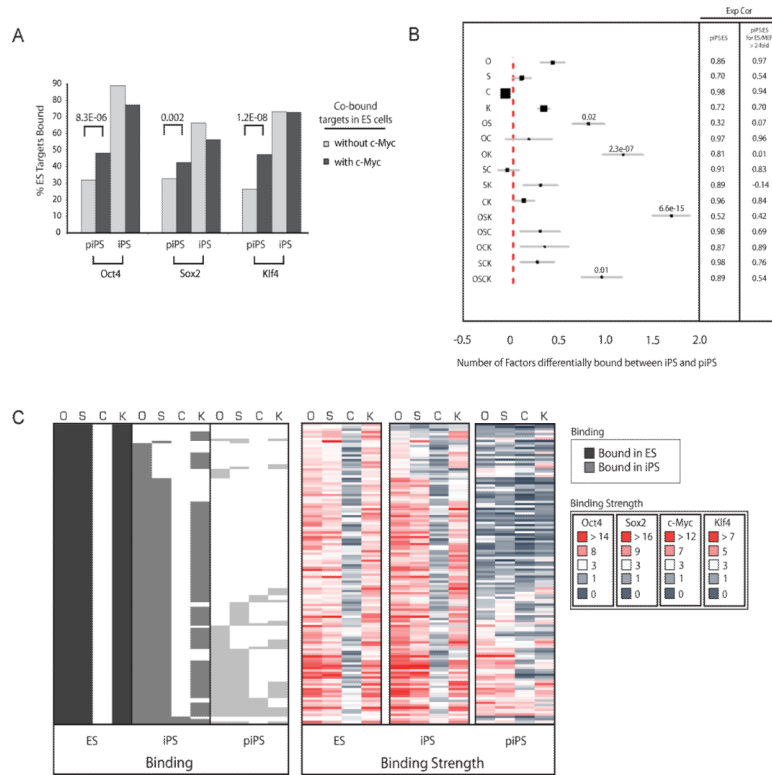 A
% ES Targets Bound
90
80
70
60
50
40
30
20
10
0
8.3E-06
0.002
1.2E-08
piPS iPS
piPS iPS
piPS iPS
Oct4
Sox2
Klf4
Co-bound
targets in ES cells
without c-Myc
with c-Myc
B
Exp Cor
piPS:ES
piPS:ES
for ES/MEF
> 2-fold
O 0.86 0.97
S 0.70 0.54
C 0.98 0.94
K 0.72 0.70
OS 0.02 0.32 0.07
OC 0.97 0.96
OK 2.3e-07 0.81 0.01
SC 0.91 0.83
SK 0.89 -0.14
CK 0.96 0.84
OSK 6.6e-15 0.52 0.42
OSC 0.98 0.69
OCK 0.87 0.89
SCK 0.98 0.76
OSCK 0.01 0.89 0.54
-0.5 0 0.5 1.0 1.5 2.0
Number of Factors differentially bound between iPS and piPS
C
O S C K O S C K O S C K
O S C K O S C K O S C K
ES iPS piPS
Binding
ES iPS piPS
Binding Strength
Binding
Bound in ES
Bound in iPS
Binding Strength
Oct4 Sox2 c-Myc Klf4
> 14 > 16 > 12 > 7
8 9 7 5
3 3 3 3
1 1 1 1
0 0 0 0